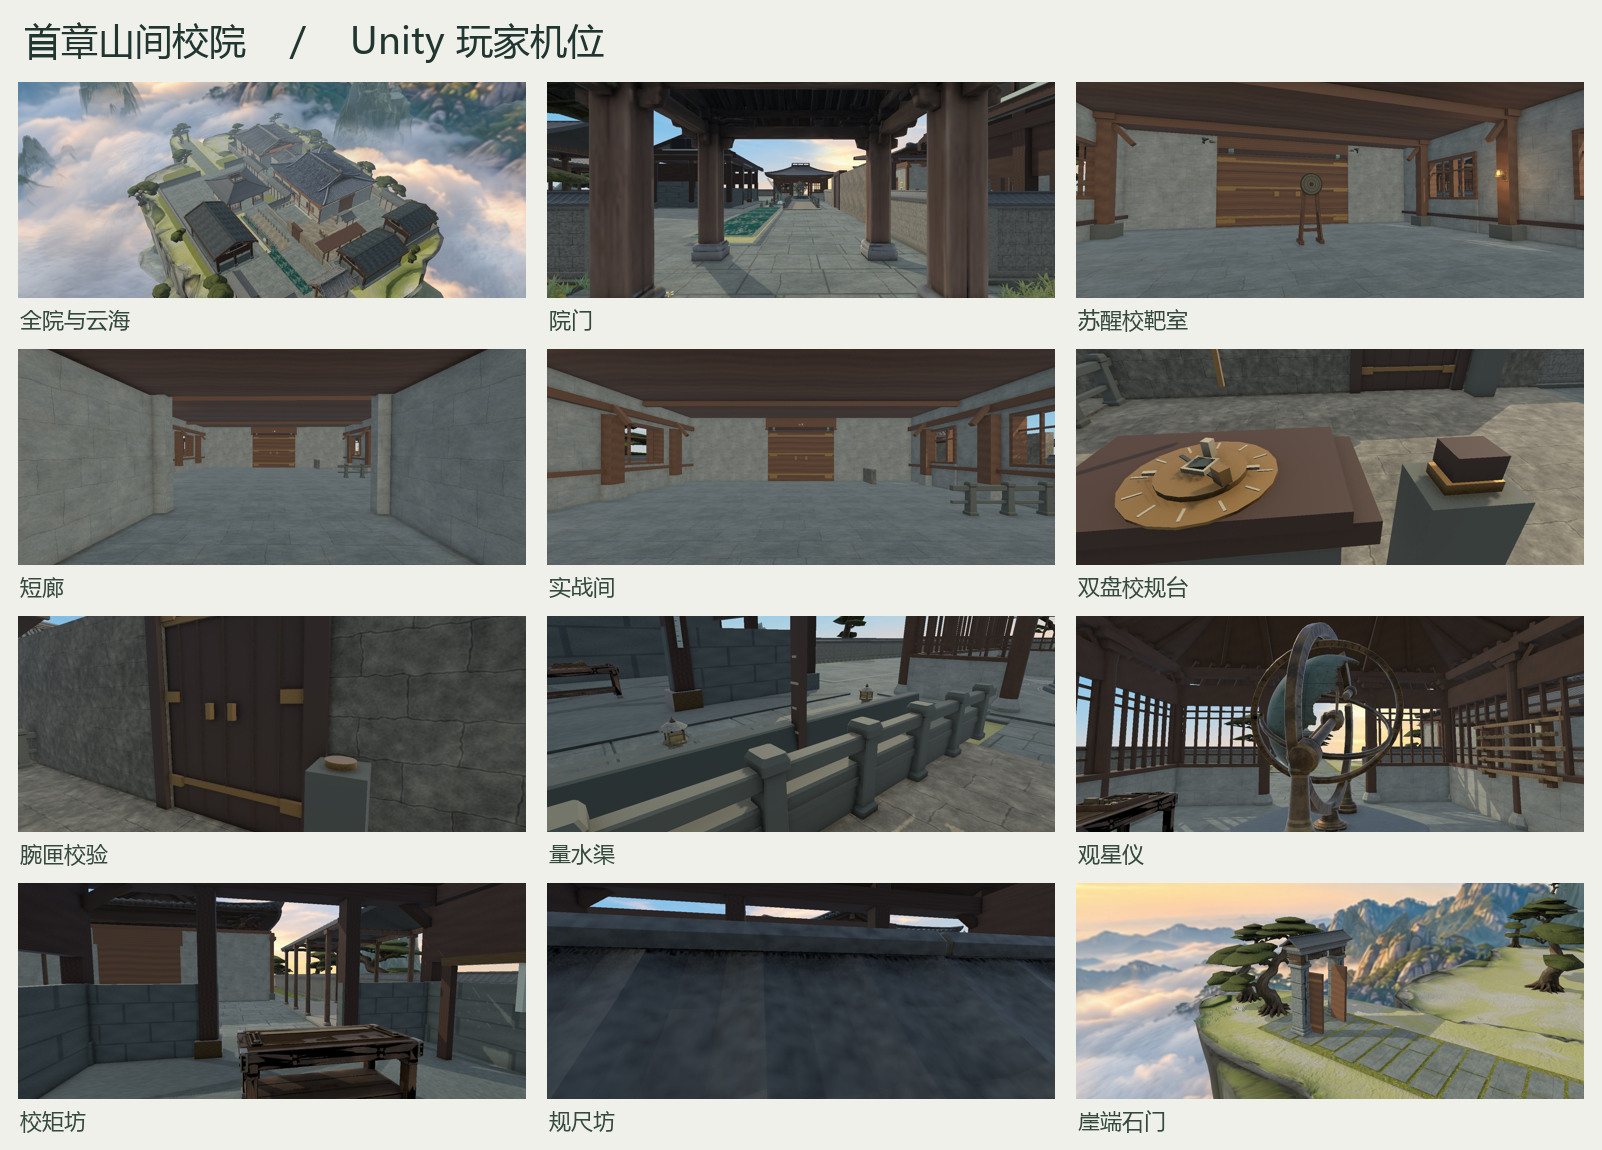 首章山间校院 / Unity 玩家机位
全院与云海
院门
苏醒校靶室
短廊
实战间
双盘校规台
腕匣校验
量水渠
观星仪
校矩坊
规尺坊
崖端石门